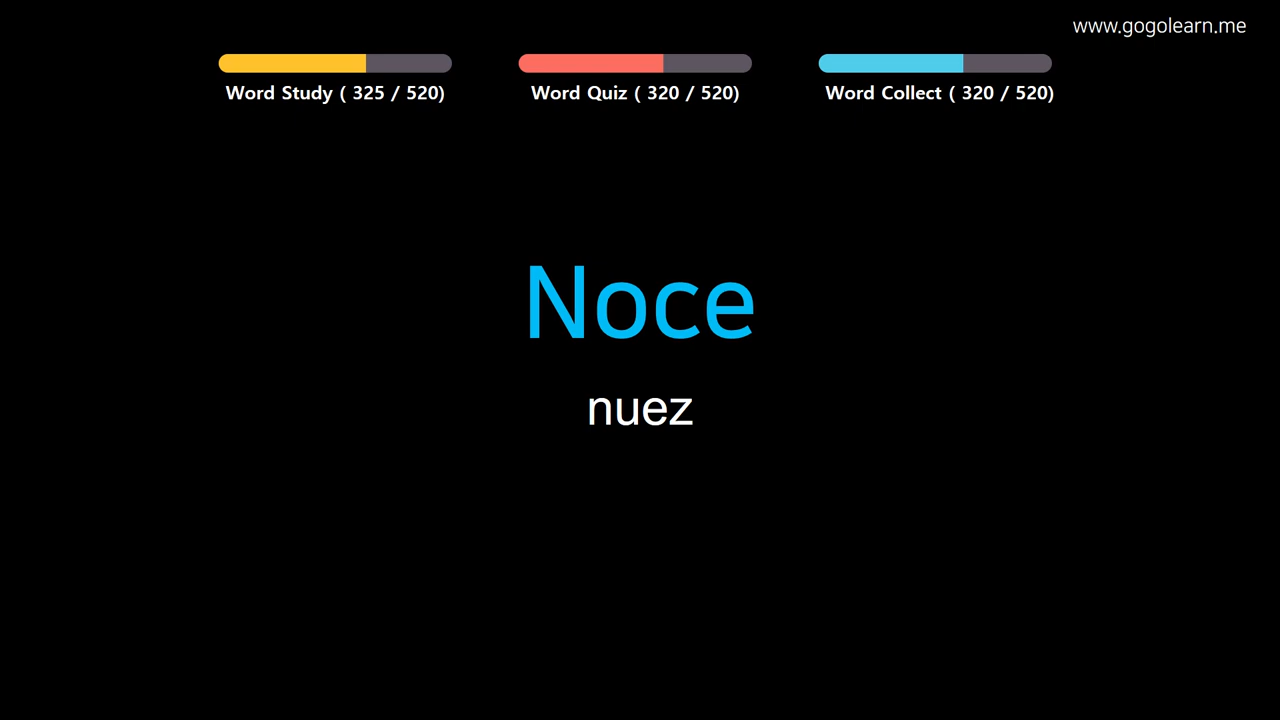 www.gogolearn.me
Word Study ( 325 / 520)
Word Quiz ( 320 / 520)
Word Collect ( 320 / 520)
Noce
nuez